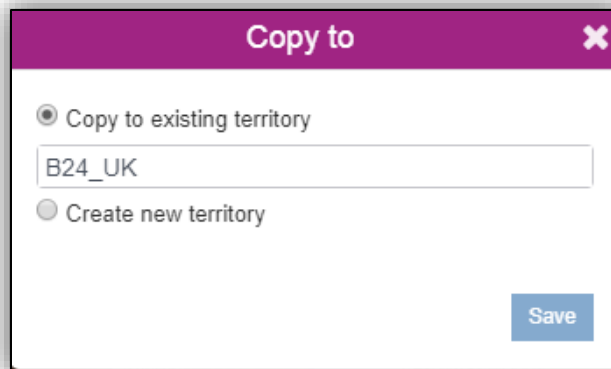 Copy to
Copy to existing territory
B24_UK
Create new territory
Save